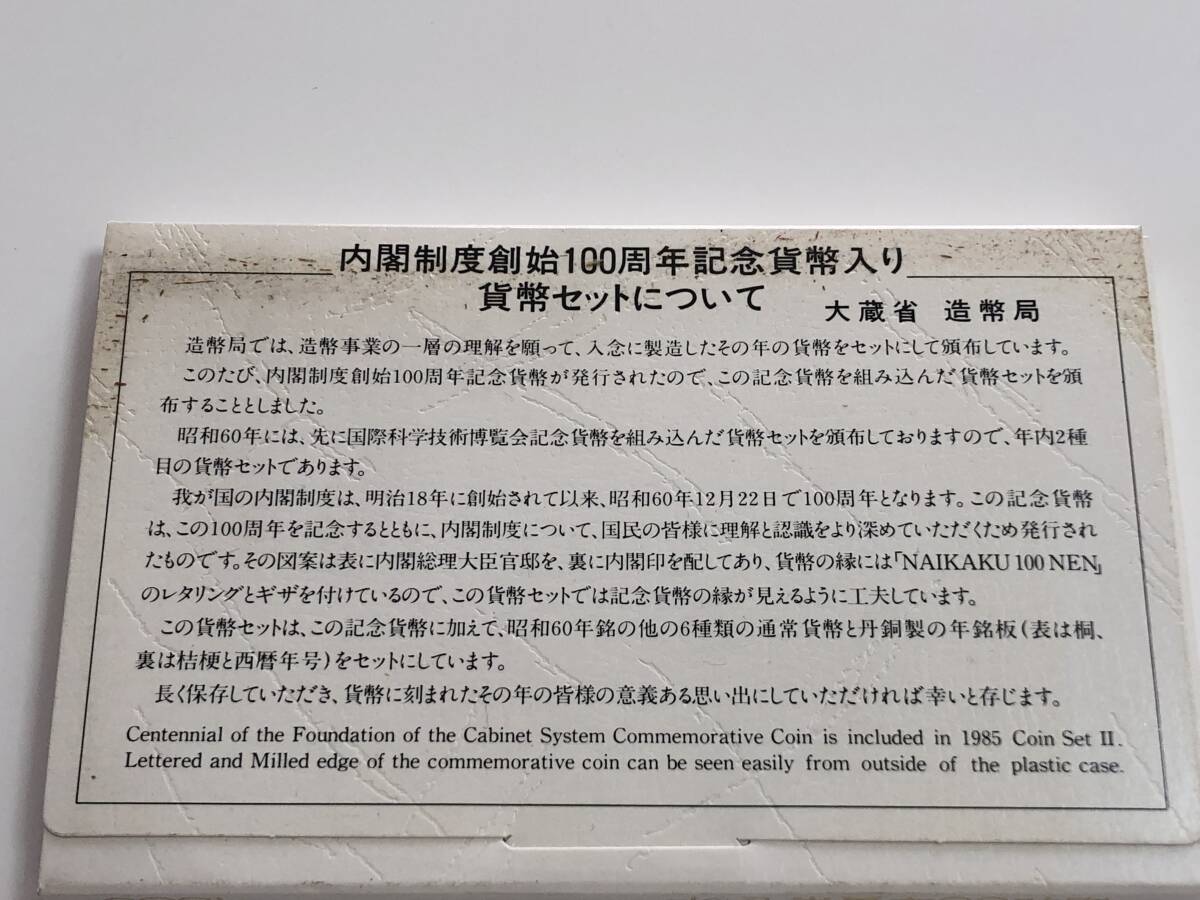 内閣制度創始100周年記念貨幣入り
貨幣セットについて 大蔵省 造幣局
造幣局では、造幣事業の一層の理解を願って、入念に製造したその年の貨幣をセットにして頒布しています。
このたび、内閣制度創始100周年記念貨幣が発行されたので、この記念貨幣を組み込んだ貨幣セットを頒
布することとしました。
昭和60年には、先に国際科学技術博覧会記念貨幣を組み込んだ貨幣セットを頒布しておりますので、年内2種
目の貨幣セットであります。
我が国の内閣制度は、明治18年に創始されて以来、昭和60年12月22日で100周年となります。この記念貨幣
は、この100周年を記念するとともに、内閣制度について、国民の皆様に理解と認識をより深めていただくため発行され
たものです。その図案は表に内閣総理大臣官邸を、裏に内閣印を配してあり、貨幣の縁には「NAIKAKU 100 NEN」
のレタリングとギザを付けているので、この貨幣セットでは記念貨幣の縁が見えるように工夫しています。
この貨幣セットは、この記念貨幣に加えて、昭和60年銘の他の6種類の通常貨幣と丹銅製の年銘板(表は桐、
裏は桔梗と西暦年号)をセットにしています。
長く保存していただき、貨幣に刻まれたその年の皆様の意義ある思い出にしていただければ幸いと存じます。
Centennial of the Foundation of the Cabinet System Commemorative Coin is included in 1985 Coin Set II.
Lettered and Milled edge of the commemorative coin can be seen easily from outside of the plastic case.